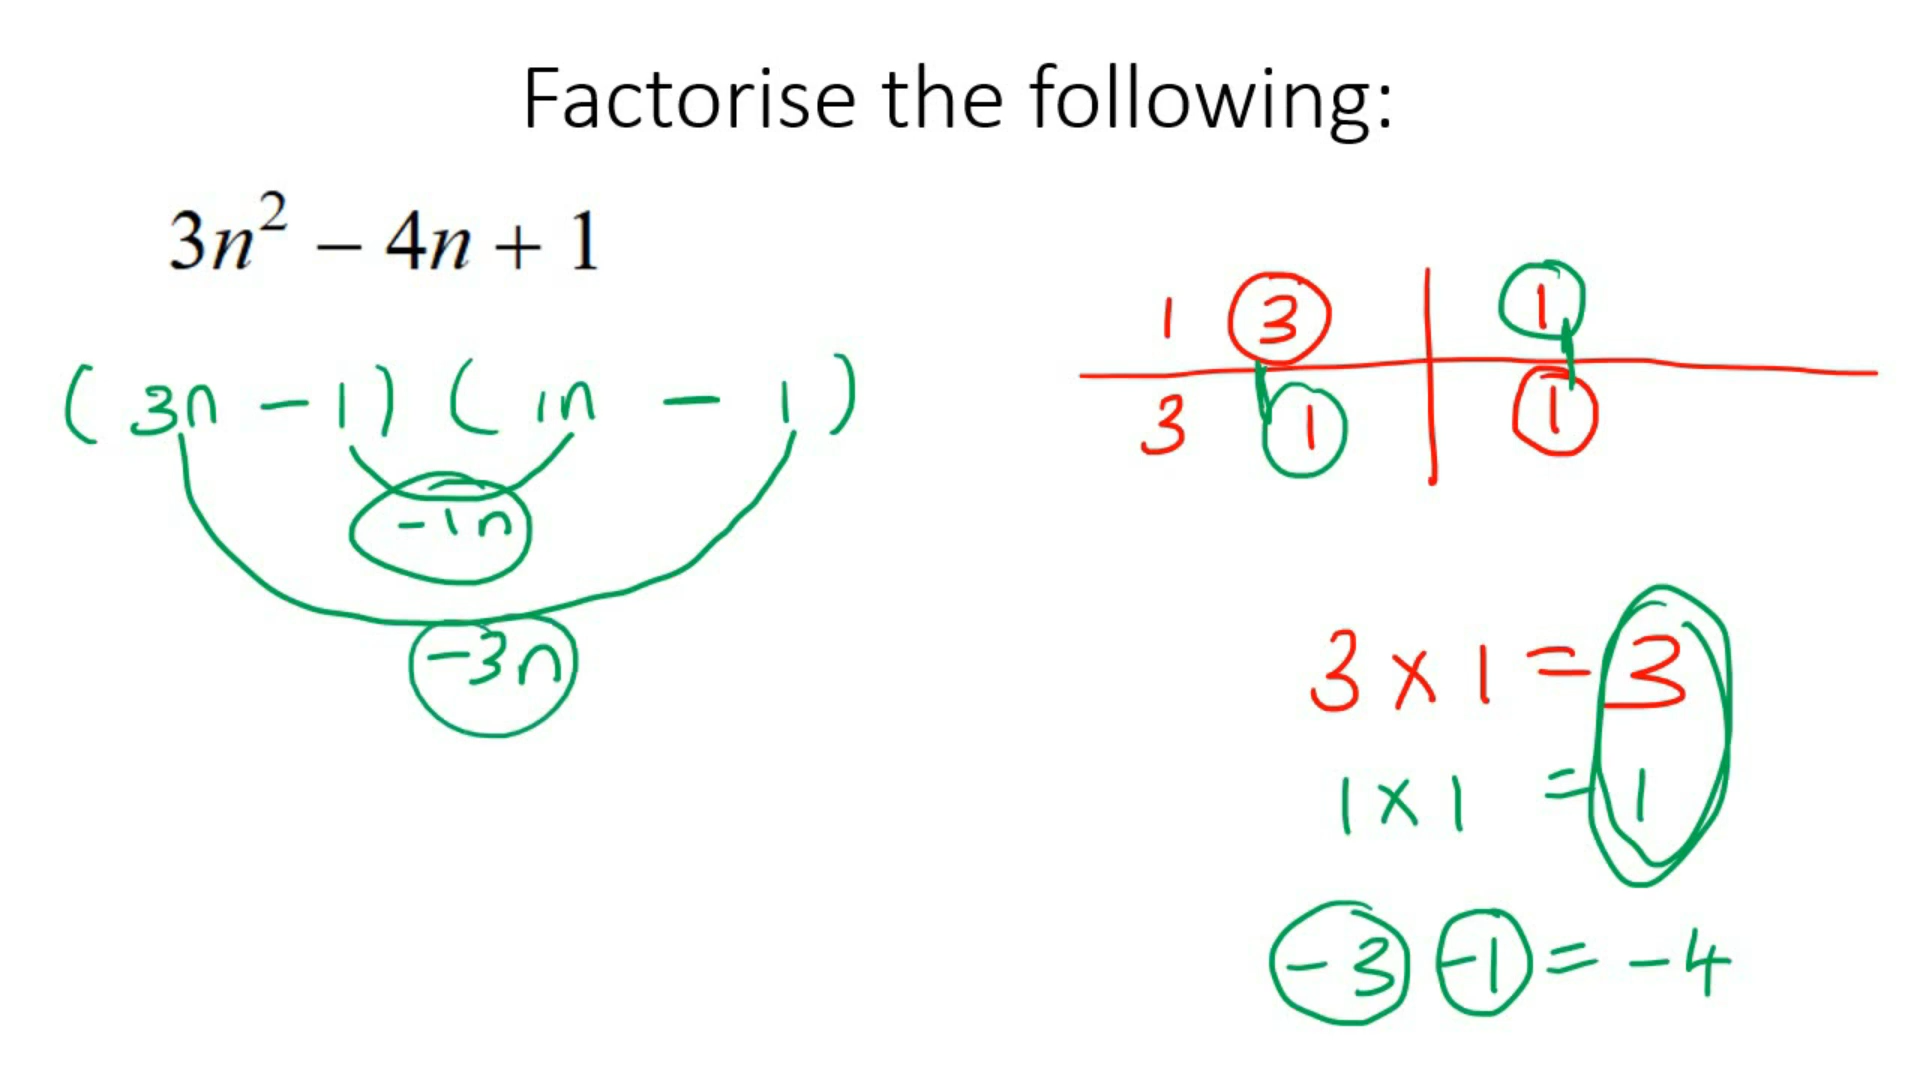 Factorise the following:
3n² − 4n + 1
(3n − 1) (1n − 1)
−1n
−3n
1 3 1
3 1 1
3 × 1 = 3
1 × 1 = 1
−3 −1 = −4